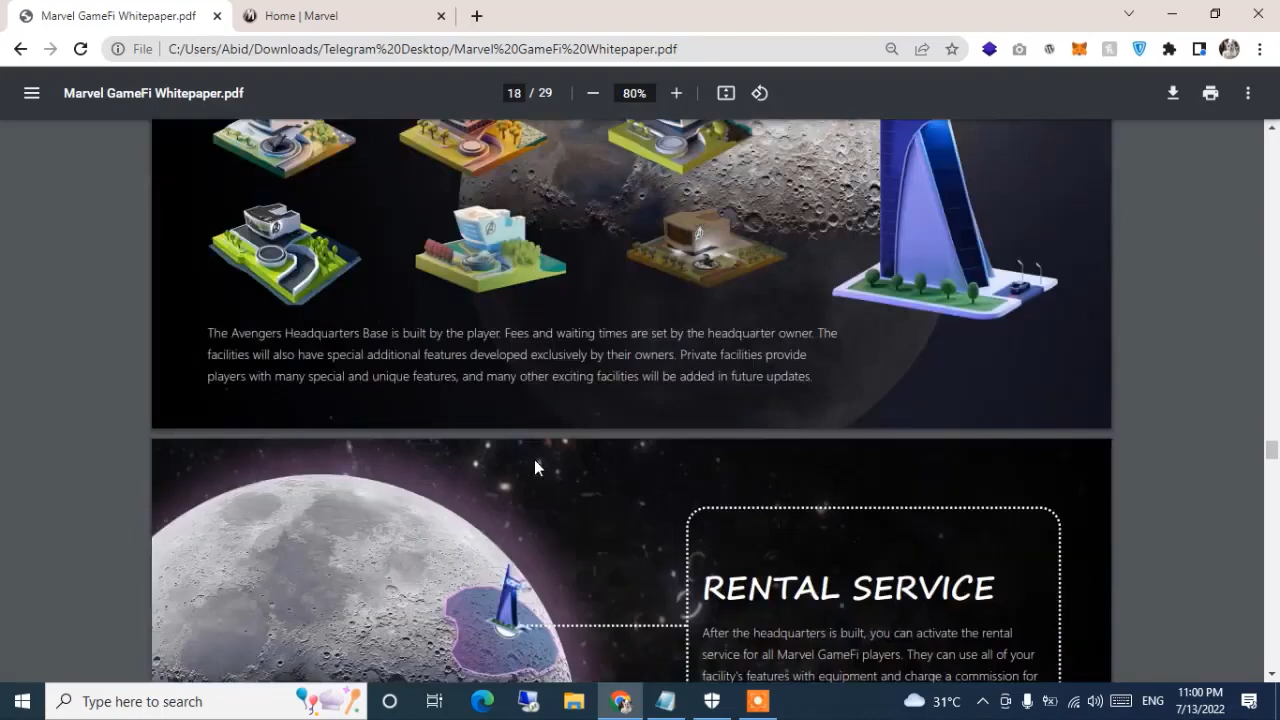 Marvel GameFi Whitepaper.pdf
Home | Marvel
File
C:/Users/Abid/Downloads/Telegram%20Desktop/Marvel%20GameFi%20Whitepaper.pdf
Marvel GameFi Whitepaper.pdf
18 / 29
80%
The Avengers Headquarters Base is built by the player. Fees and waiting times are set by the headquarter owner. The
facilities will also have special additional features developed exclusively by their owners. Private facilities provide
players with many special and unique features, and many other exciting facilities will be added in future updates.
RENTAL SERVICE
After the headquarters is built, you can activate the rental
service for all Marvel GameFi players. They can use all of your
facility's features with equipment and charge a commission for
Type here to search
31°C
ENG
11:00 PM
7/13/2022